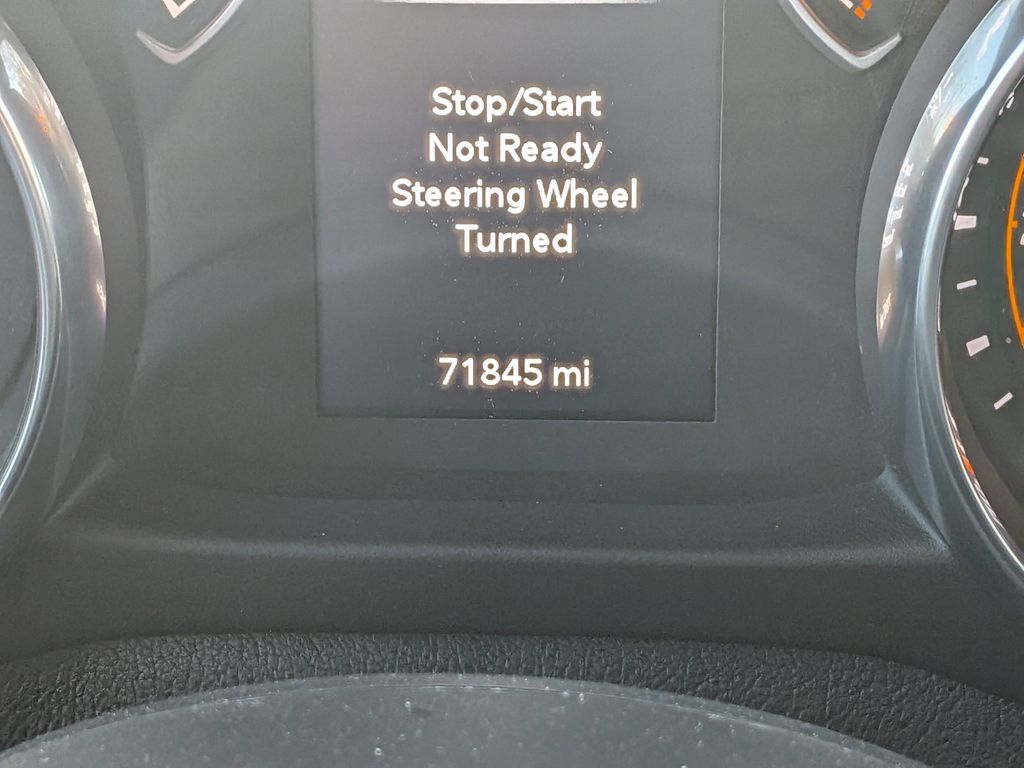 Stop/Start
Not Ready
Steering Wheel
Turned
71845 mi